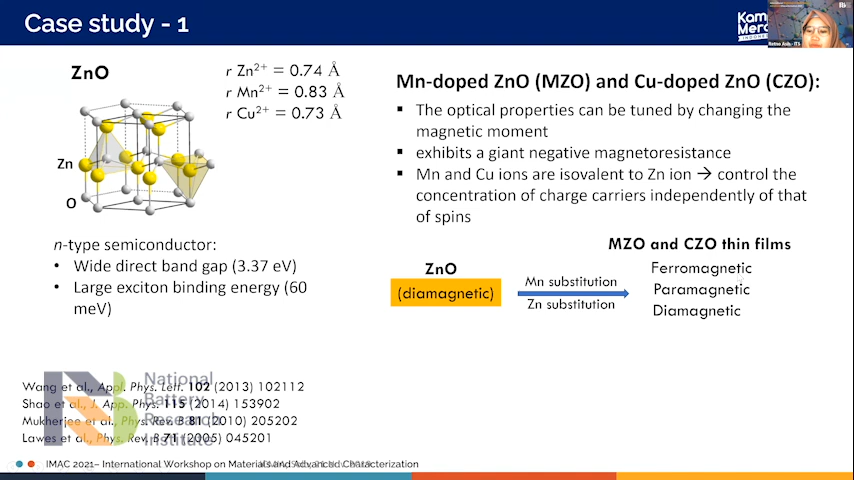 Case study - 1
ZnO
r Zn²⁺ = 0.74 Å
r Mn²⁺ = 0.83 Å
r Cu²⁺ = 0.73 Å
Zn
O
n-type semiconductor:
• Wide direct band gap (3.37 eV)
• Large exciton binding energy (60
meV)
Mn-doped ZnO (MZO) and Cu-doped ZnO (CZO):
▪ The optical properties can be tuned by changing the
magnetic moment
▪ exhibits a giant negative magnetoresistance
▪ Mn and Cu ions are isovalent to Zn ion → control the
concentration of charge carriers independently of that
of spins
MZO and CZO thin films
ZnO
(diamagnetic)
Mn substitution
Zn substitution
Ferromagnetic
Paramagnetic
Diamagnetic
National
Battery
Research
Institute
Wang et al., Appl. Phys. Lett. 102 (2013) 102112
Shao et al., J. App. Phys. 115 (2014) 153902
Mukherjee et al., Phys. Rev. B 81 (2010) 205202
Lawes et al., Phys. Rev. B 71 (2005) 045201
IMAC 2021– International Workshop on Materials and Advanced Characterization